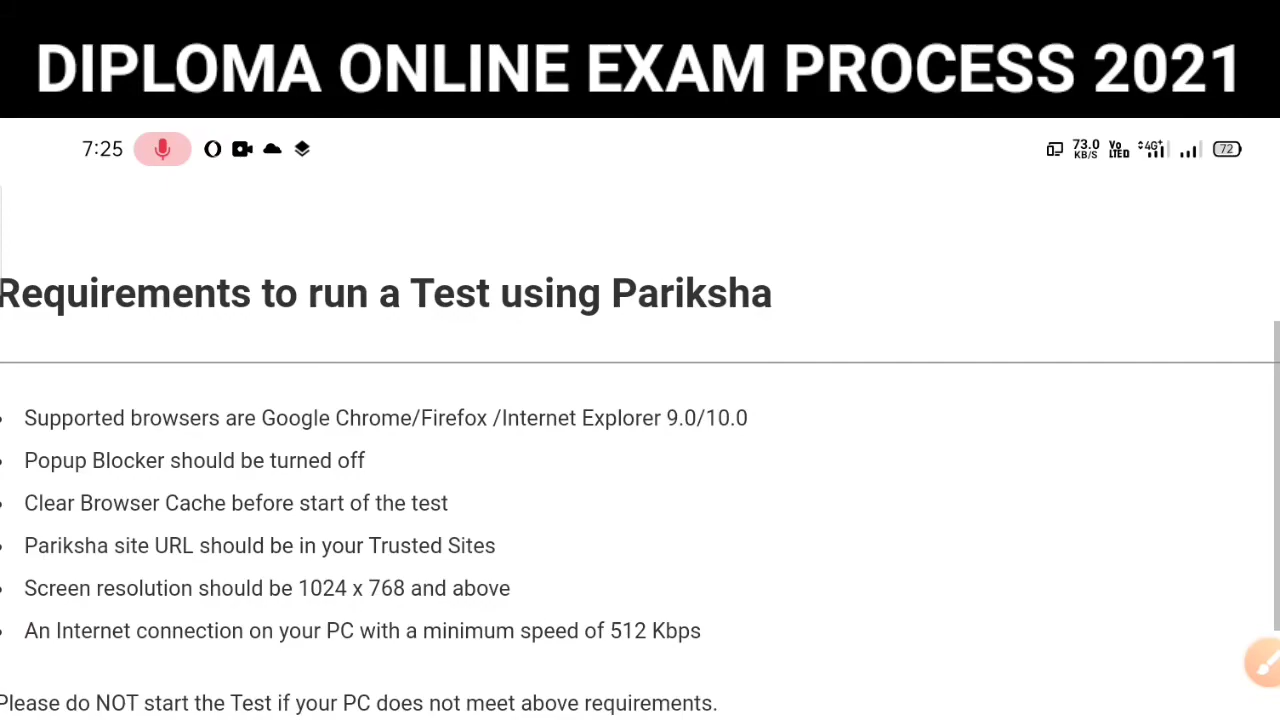 DIPLOMA ONLINE EXAM PROCESS 2021
7:25 73.0 KB/S Vo LTED 4G+ 72
Requirements to run a Test using Pariksha
Supported browsers are Google Chrome/Firefox /Internet Explorer 9.0/10.0
Popup Blocker should be turned off
Clear Browser Cache before start of the test
Pariksha site URL should be in your Trusted Sites
Screen resolution should be 1024 x 768 and above
An Internet connection on your PC with a minimum speed of 512 Kbps
Please do NOT start the Test if your PC does not meet above requirements.